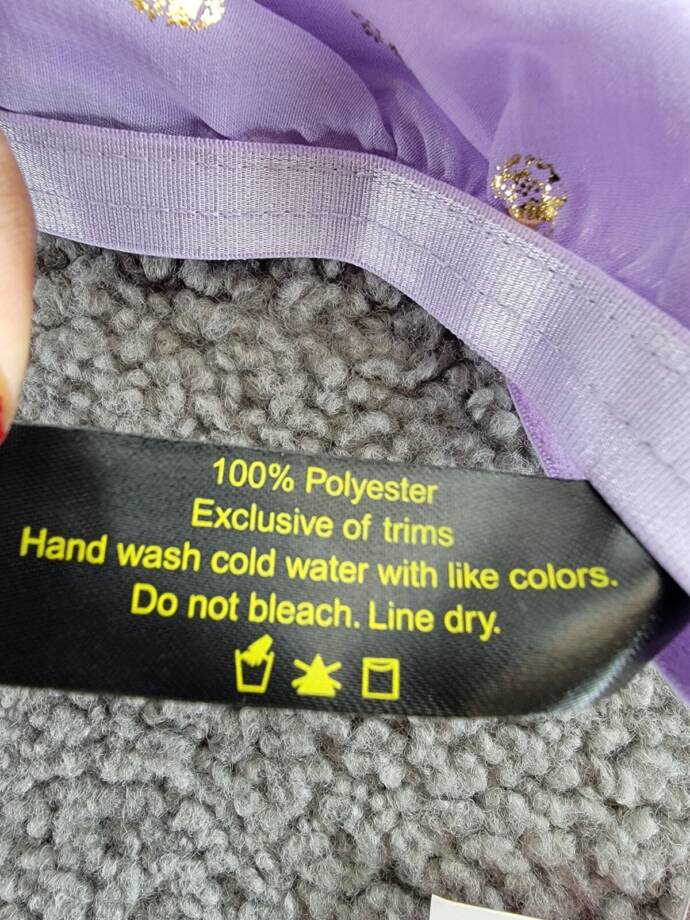 100% Polyester
Exclusive of trims
Hand wash cold water with like colors.
Do not bleach. Line dry.